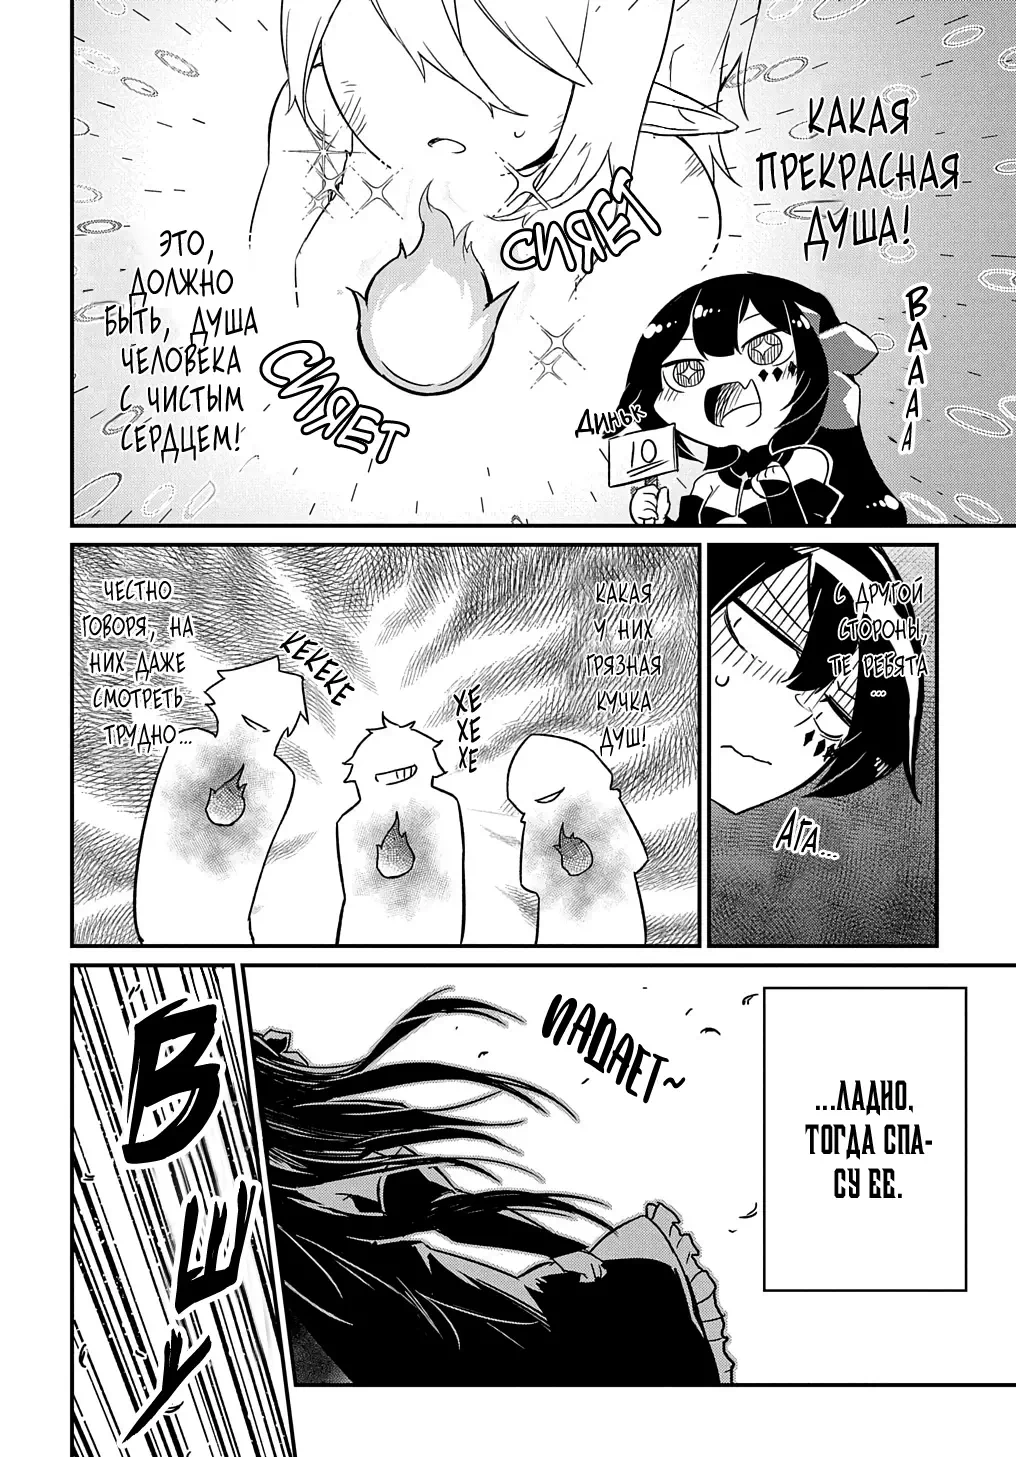 КАКАЯ
ПРЕКРАСНАЯ
ДУША!
СИЯЕТ
ВАААА
ЭТО,
ДОЛЖНО
БЫТЬ, ДУША
ЧЕЛОВЕКА
С ЧИСТЫМ
СЕРДЦЕМ!
СИЯЕТ
ДИНЬК
10
С ДРУГОЙ
СТОРОНЫ,
ТЕ РЕБЯТА
...
АГА...
КАКАЯ
У НИХ
ГРЯЗНАЯ
КУЧКА
ДУШ!
ХЕ
ХЕ
ХЕ
КЕКЕКЕ
ЧЕСТНО
ГОВОРЯ, НА
НИХ ДАЖЕ
СМОТРЕТЬ
ТРУДНО...
...ЛАДНО,
ТОГДА СПА-
СУ ЕЕ.
ПАДАЕТ~
ВШУ